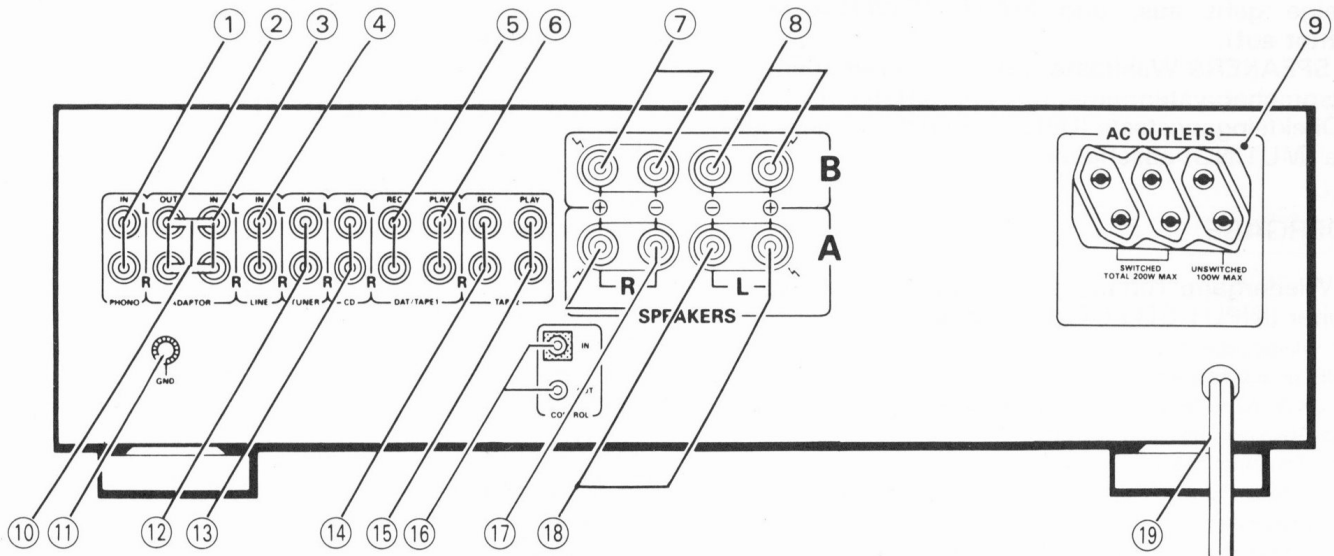 ① ② ③ ④ ⑤ ⑥ ⑦ ⑧ ⑨
SPEAKERS
AC OUTLETS
IN OUT IN IN IN IN REC PLAY REC PLAY
L L L L L L
B
⊕ ⊖ ⊖ ⊕
A
R R R R R R
R L
PHONO ADAPTOR LINE TUNER CD DAT/TAPE1 TAPE2
SPEAKERS
SWITCHED
TOTAL 200W MAX
UNSWITCHED
100W MAX
GND
IN
OUT
CONTROL
⑩ ⑪ ⑫ ⑬ ⑭ ⑮ ⑯ ⑰ ⑱ ⑲